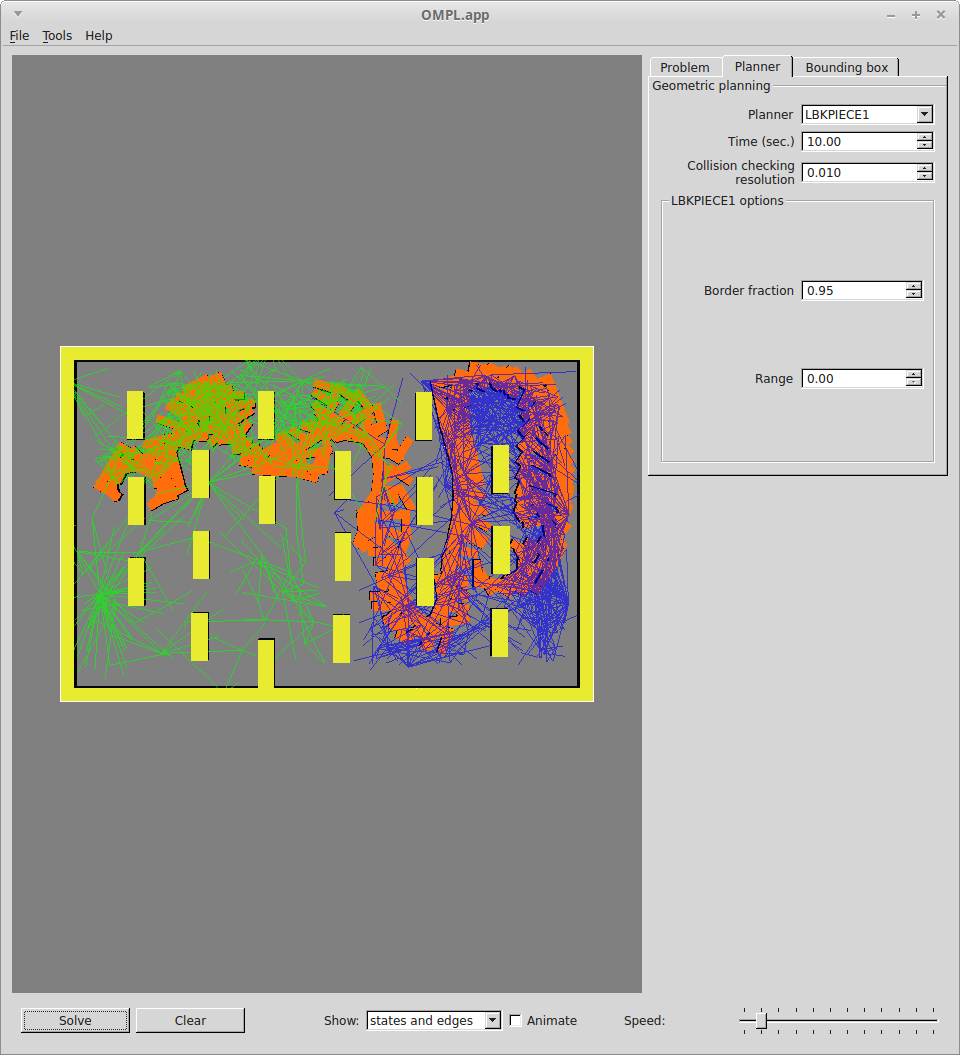 OMPL.app
File Tools Help
Problem Planner Bounding box
Geometric planning
Planner LBKPIECE1
Time (sec.) 10.00
Collision checking
resolution 0.010
LBKPIECE1 options
Border fraction 0.95
Range 0.00
Solve Clear Show: states and edges Animate Speed: